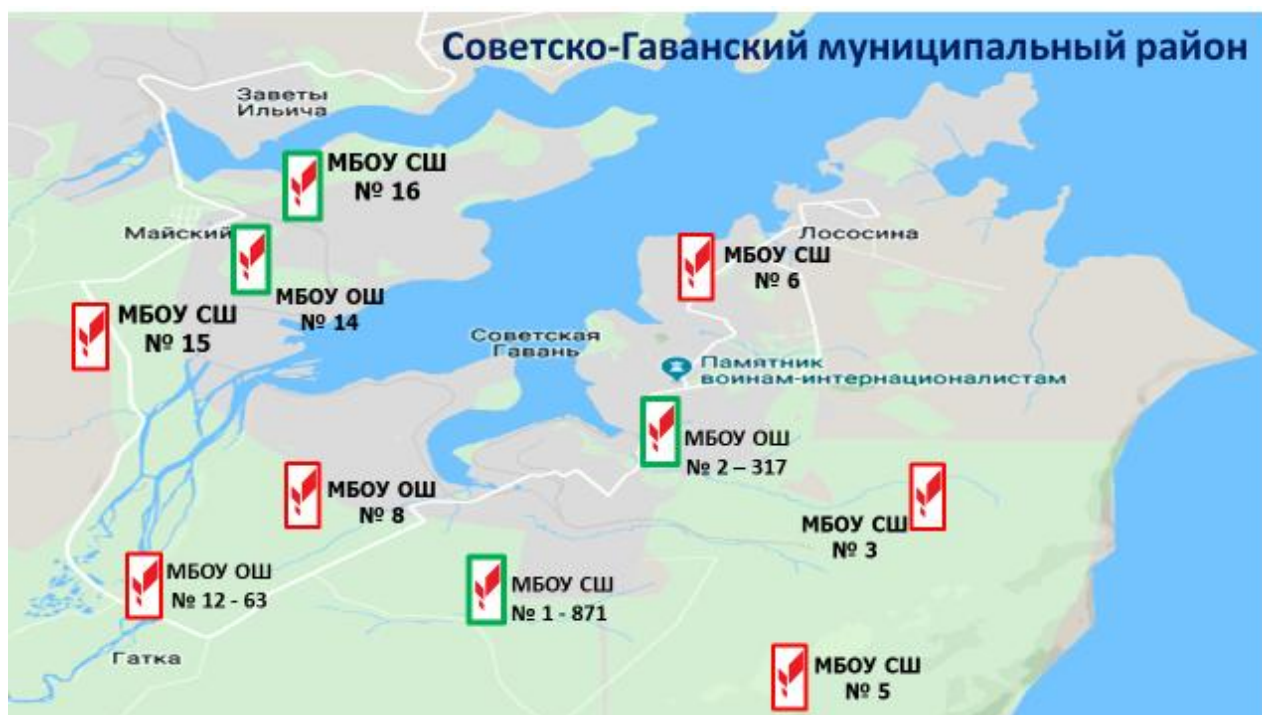 Советско-Гаванский муниципальный район
Заветы
Ильича
МБОУ СШ
№ 16
Майский
МБОУ ОШ
№ 14
Лососина
МБОУ СШ
№ 6
МБОУ СШ
№ 15
Советская
Гавань
Памятник
воинам-интернационалистам
МБОУ ОШ
№ 2 – 317
МБОУ ОШ
№ 8
МБОУ СШ
№ 3
МБОУ ОШ
№ 12 - 63
МБОУ СШ
№ 1 - 871
Гатка
МБОУ СШ
№ 5